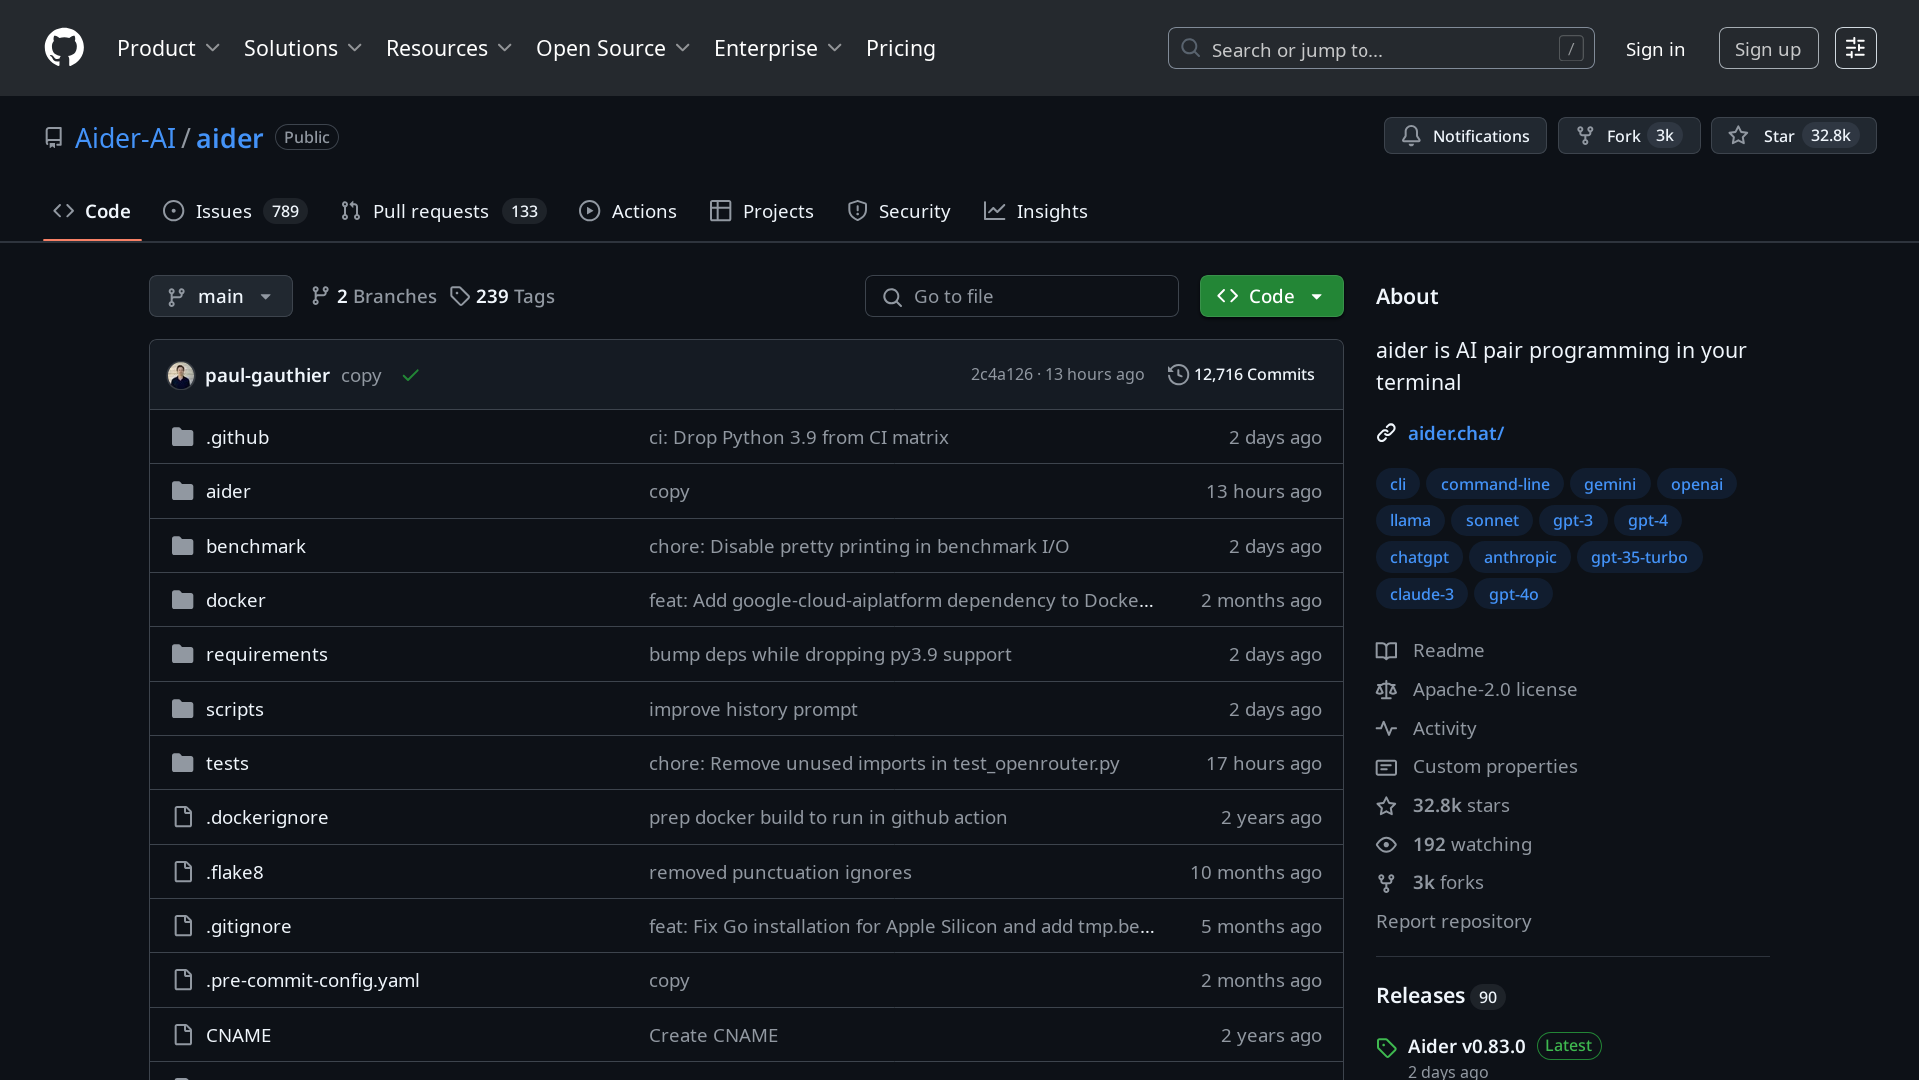 Product Solutions Resources Open Source Enterprise Pricing Search or jump to... / Sign in Sign up
Aider-AI / aider Public Notifications Fork 3k Star 32.8k
Code Issues 789 Pull requests 133 Actions Projects Security Insights
main 2 Branches 239 Tags Go to file Code
paul-gauthier copy 2c4a126 · 13 hours ago 12,716 Commits
.github ci: Drop Python 3.9 from CI matrix 2 days ago
aider copy 13 hours ago
benchmark chore: Disable pretty printing in benchmark I/O 2 days ago
docker feat: Add google-cloud-aiplatform dependency to Docke... 2 months ago
requirements bump deps while dropping py3.9 support 2 days ago
scripts improve history prompt 2 days ago
tests chore: Remove unused imports in test_openrouter.py 17 hours ago
.dockerignore prep docker build to run in github action 2 years ago
.flake8 removed punctuation ignores 10 months ago
.gitignore feat: Fix Go installation for Apple Silicon and add tmp.be... 5 months ago
.pre-commit-config.yaml copy 2 months ago
CNAME Create CNAME 2 years ago
About
aider is AI pair programming in your
terminal
aider.chat/
cli command-line gemini openai
llama sonnet gpt-3 gpt-4
chatgpt anthropic gpt-35-turbo
claude-3 gpt-4o
Readme
Apache-2.0 license
Activity
Custom properties
32.8k stars
192 watching
3k forks
Report repository
Releases 90
Aider v0.83.0 Latest
2 days ago